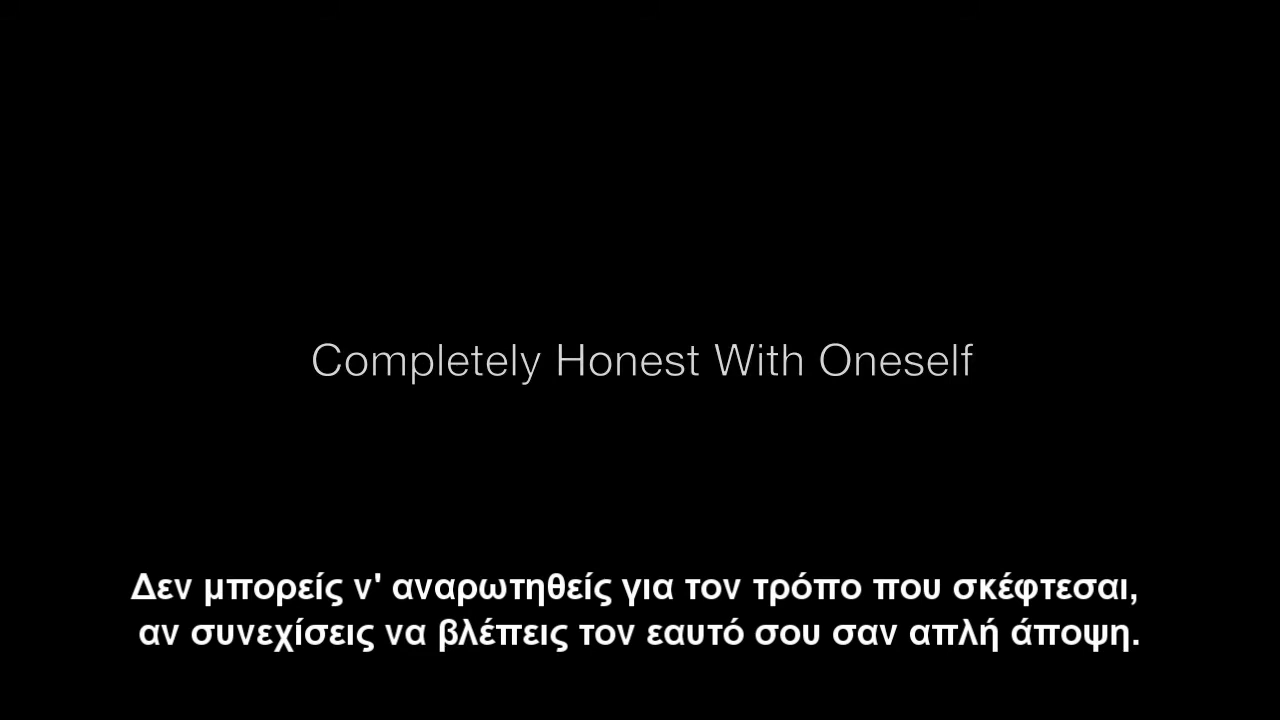 Completely Honest With Oneself
Δεν μπορείς ν' αναρωτηθείς για τον τρόπο που σκέφτεσαι,
αν συνεχίσεις να βλέπεις τον εαυτό σου σαν απλή άποψη.